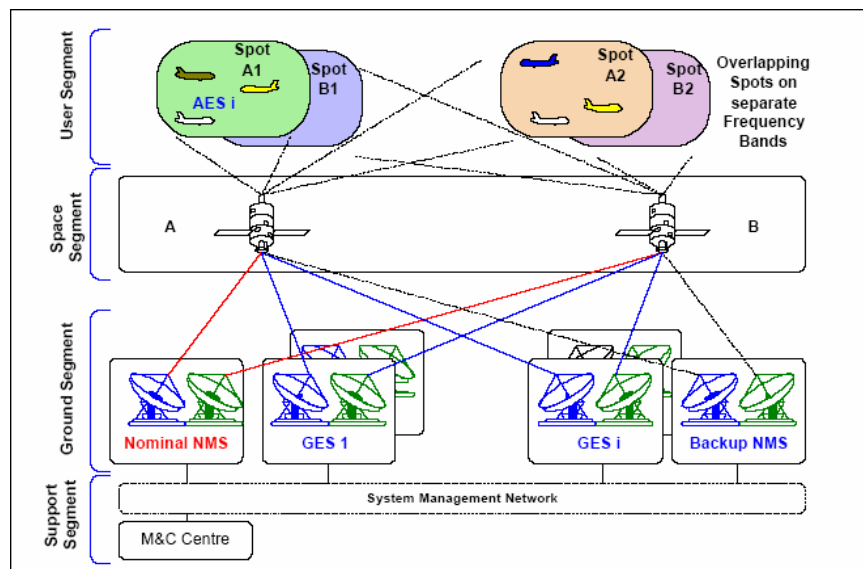 User Segment
Spot
A1
Spot
B1
AES i
Spot
A2
Spot
B2
Overlapping
Spots on
separate
Frequency
Bands
Space
Segment
A
B
Ground Segment
Nominal NMS
GES 1
GES i
Backup NMS
Support
Segment
System Management Network
M&C Centre